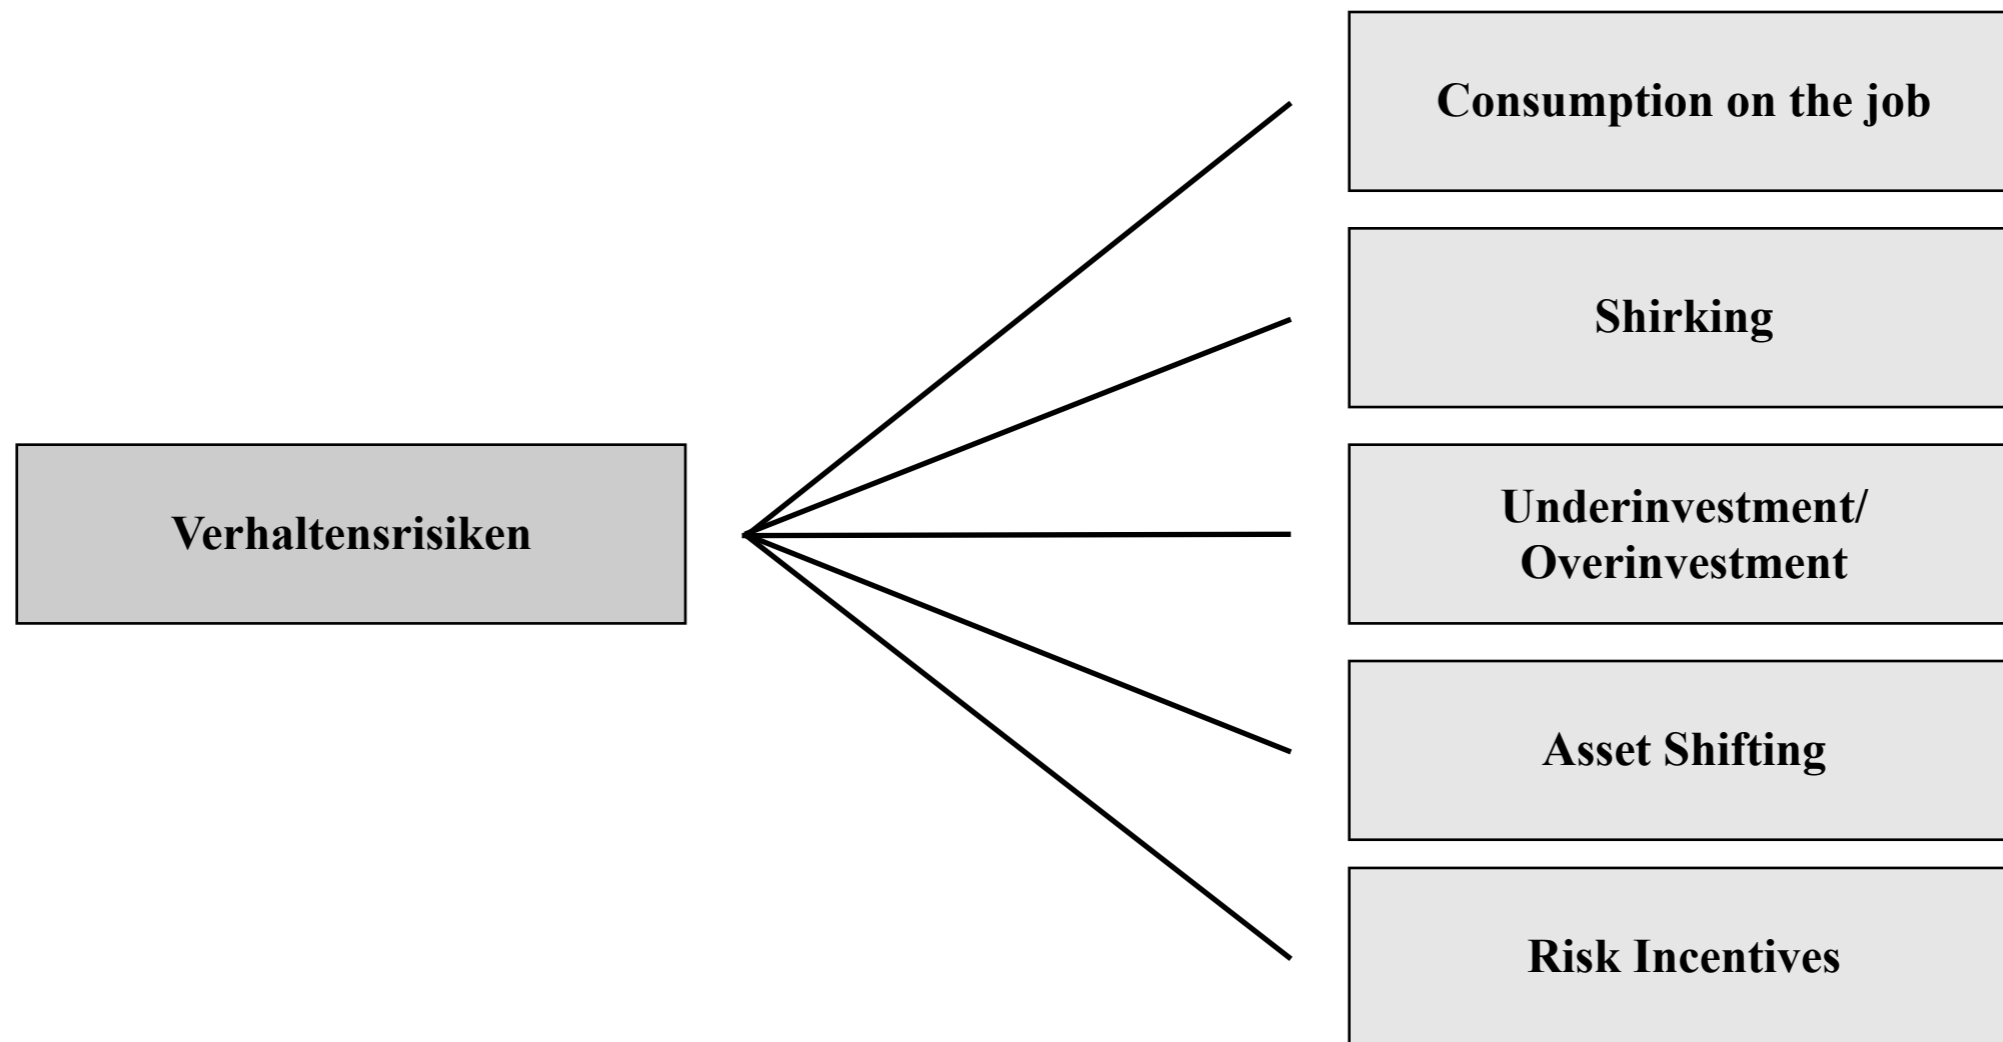 Consumption on the job
Shirking
Verhaltensrisiken
Underinvestment/
Overinvestment
Asset Shifting
Risk Incentives